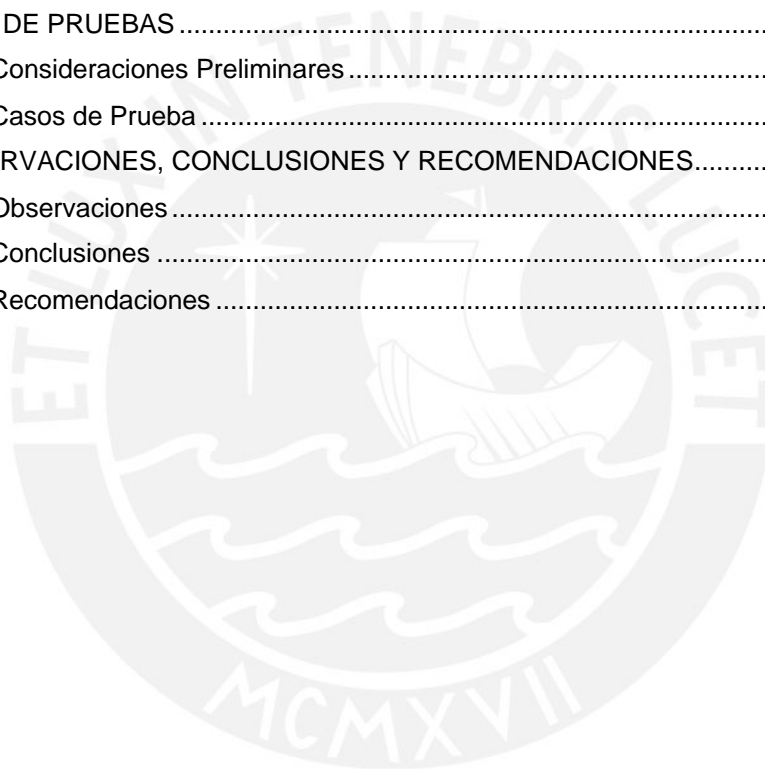 DE PRUEBAS ..........................................................................
Consideraciones Preliminares ..........................................................
Casos de Prueba ..........................................................................
RVACIONES, CONCLUSIONES Y RECOMENDACIONES..........
Observaciones ..........................................................................
Conclusiones ..........................................................................
Recomendaciones ..........................................................................
ET LUX IN TENEBRIS LUCET
MCMXVII